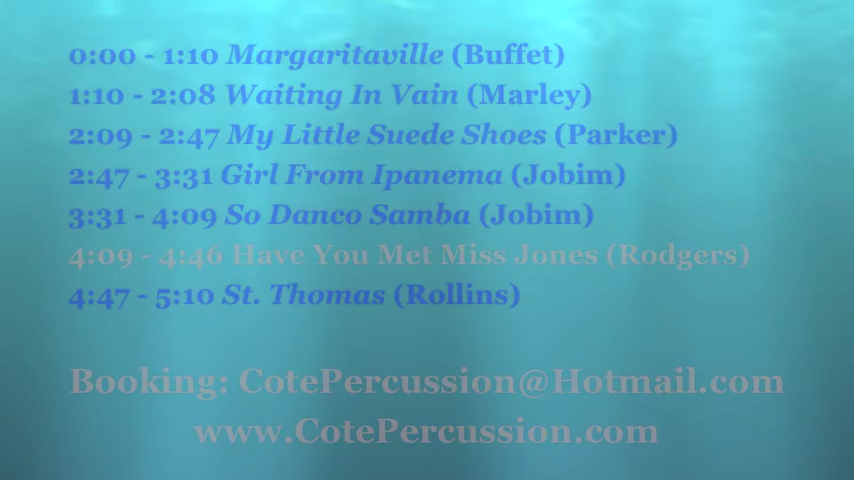 0:00 - 1:10 Margaritaville (Buffet)
1:10 - 2:08 Waiting In Vain (Marley)
2:09 - 2:47 My Little Suede Shoes (Parker)
2:47 - 3:31 Girl From Ipanema (Jobim)
3:31 - 4:09 So Danco Samba (Jobim)
4:09 - 4:46 Have You Met Miss Jones (Rodgers)
4:47 - 5:10 St. Thomas (Rollins)
Booking: CotePercussion@Hotmail.com
www.CotePercussion.com